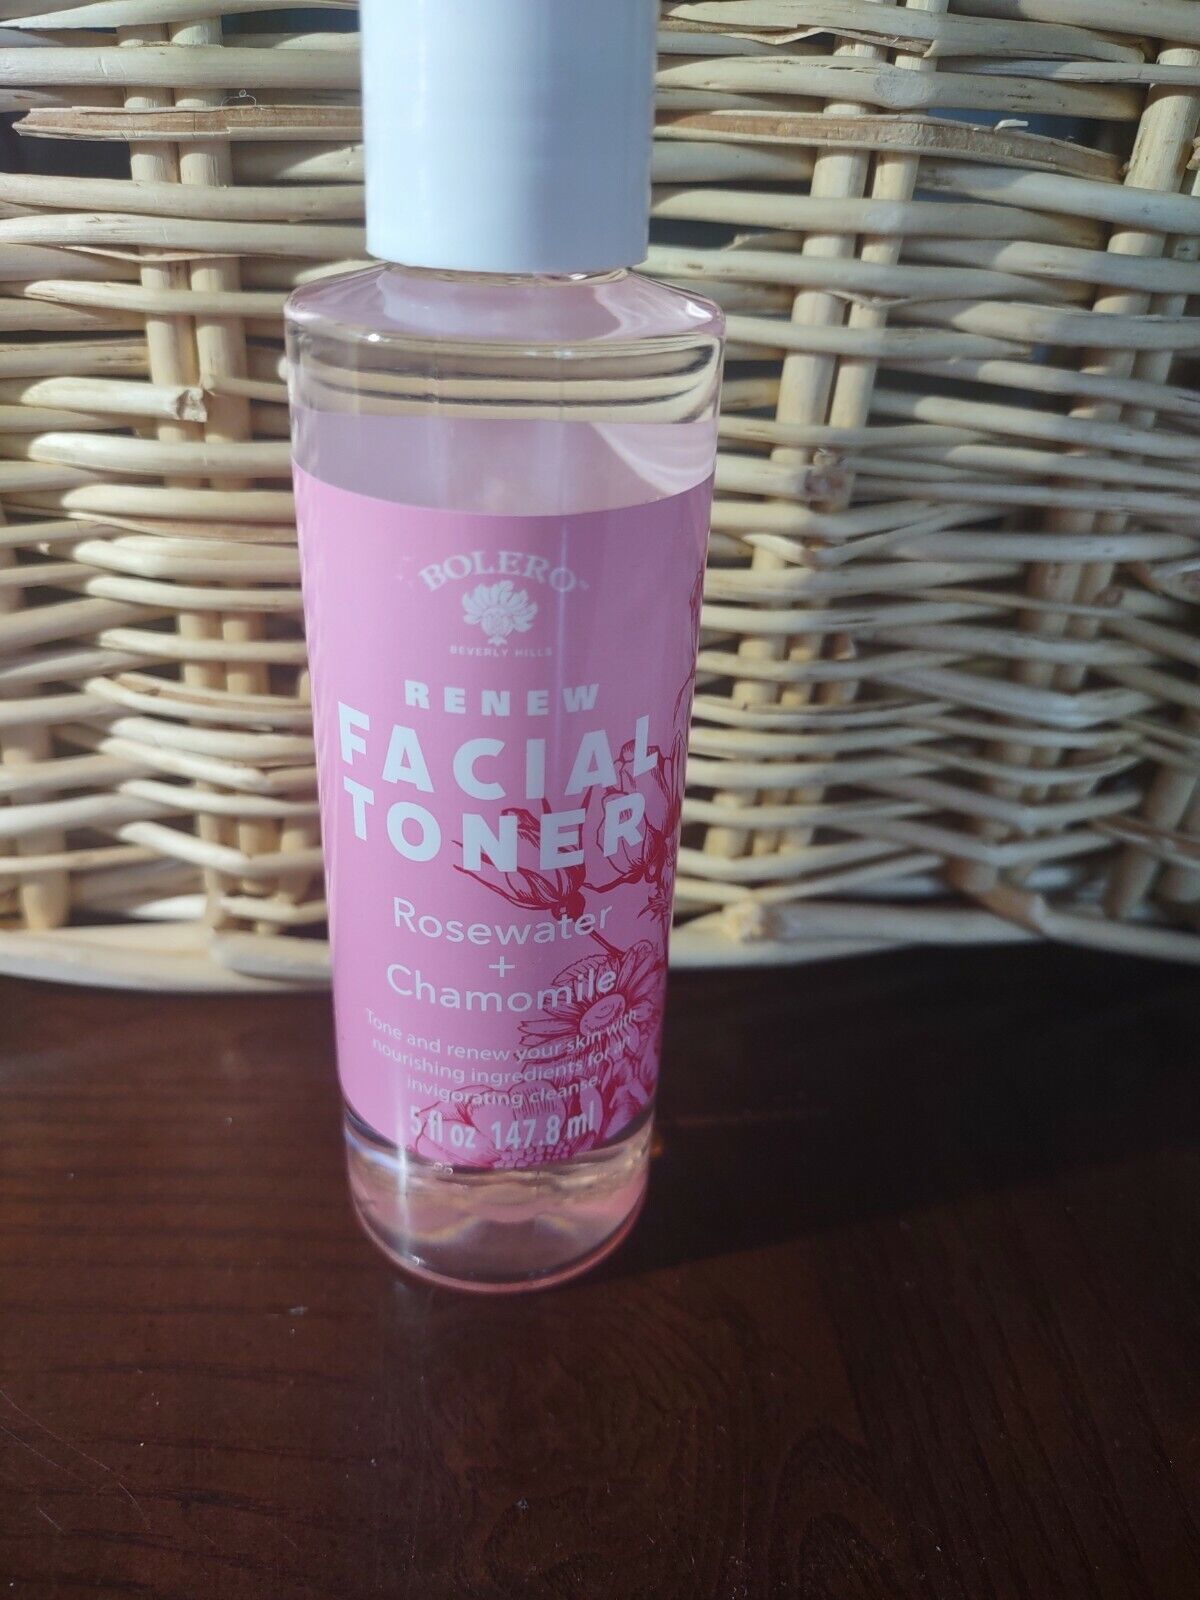 BOLERO™
BEVERLY HILLS
RENEW
FACIAL
TONER
Rosewater
+
Chamomile
Tone and renew your skin with
nourishing ingredients for an
invigorating cleanse.
5 fl oz 147.8 ml